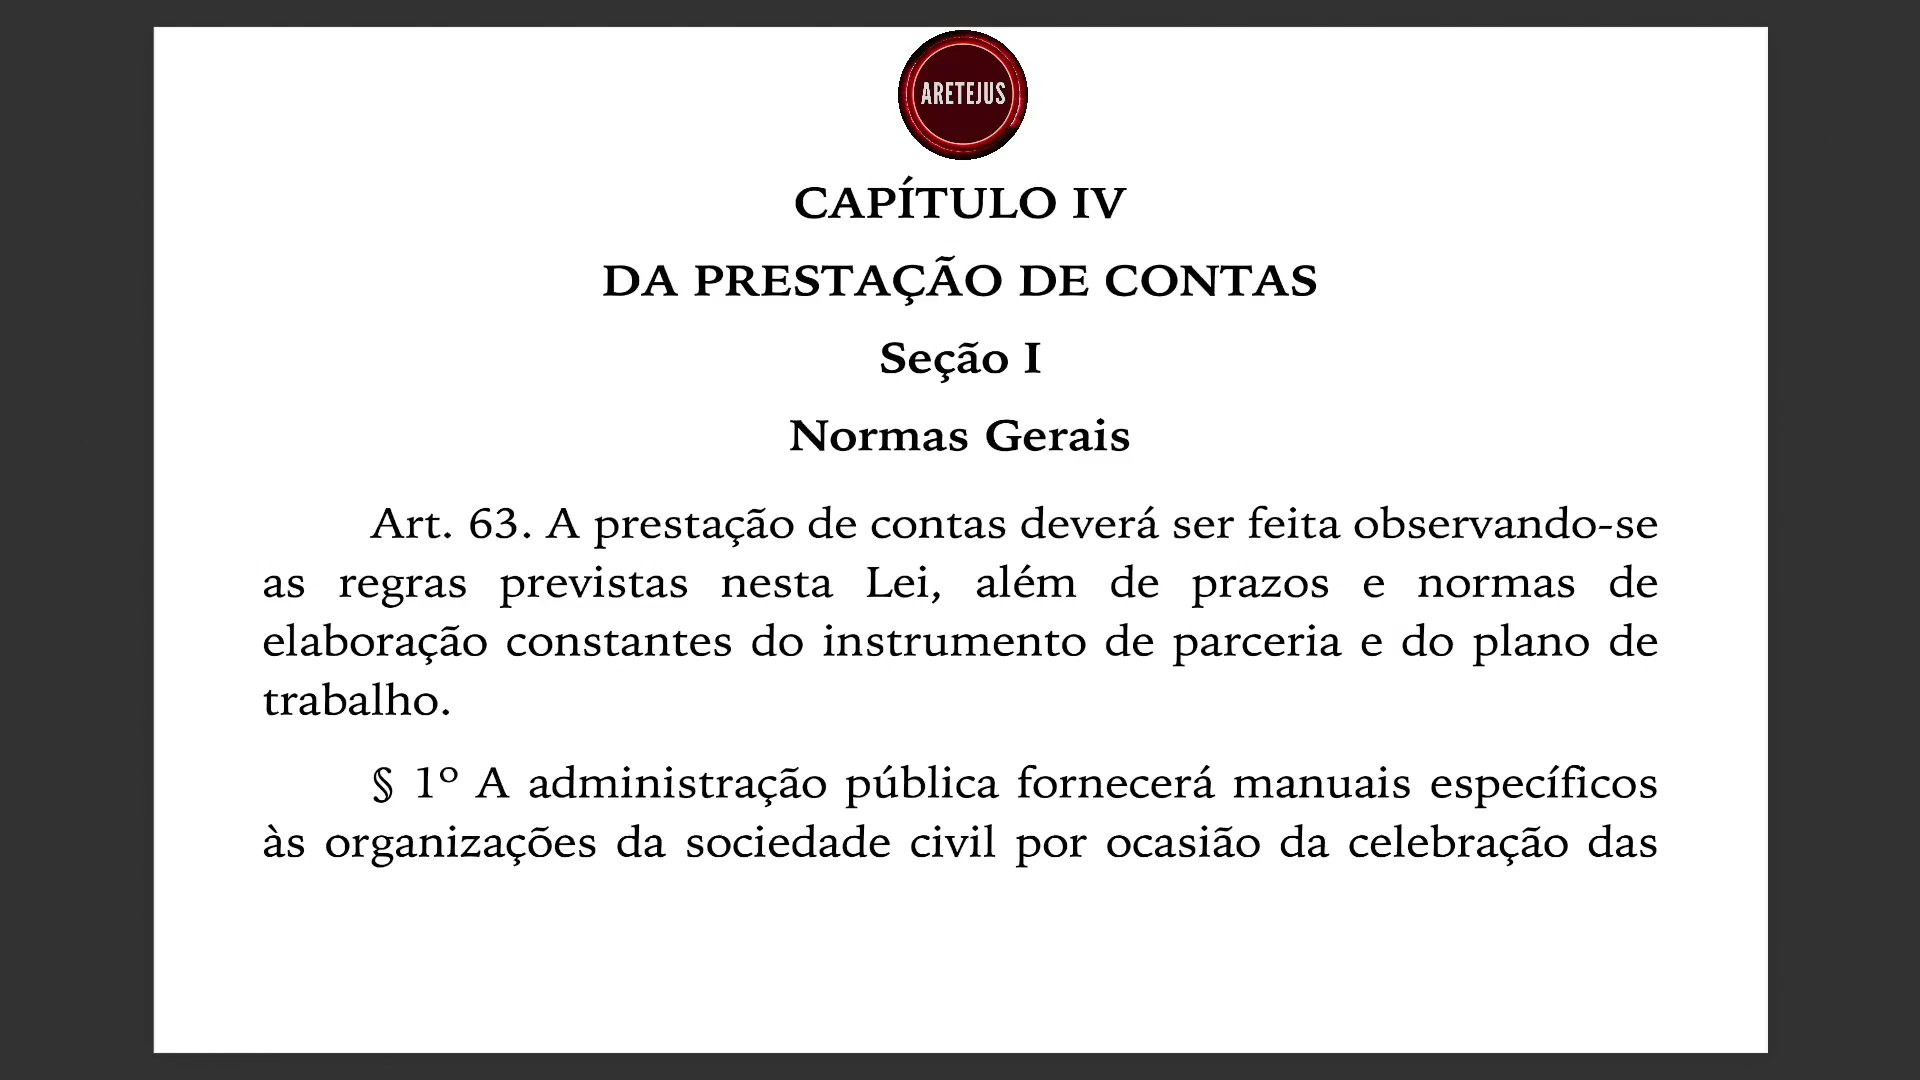 ARETEJUS
CAPÍTULO IV
DA PRESTAÇÃO DE CONTAS
Seção I
Normas Gerais
Art. 63. A prestação de contas deverá ser feita observando-se
as regras previstas nesta Lei, além de prazos e normas de
elaboração constantes do instrumento de parceria e do plano de
trabalho.
§ 1º A administração pública fornecerá manuais específicos
às organizações da sociedade civil por ocasião da celebração das